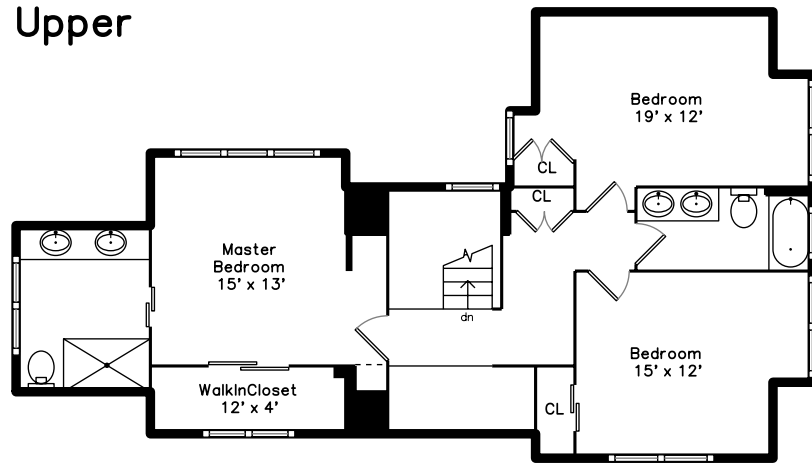 Upper
Bedroom
19' x 12'
CL
CL
Master
Bedroom
15' x 13'
dn
Bedroom
15' x 12'
WalkInCloset
12' x 4'
CL